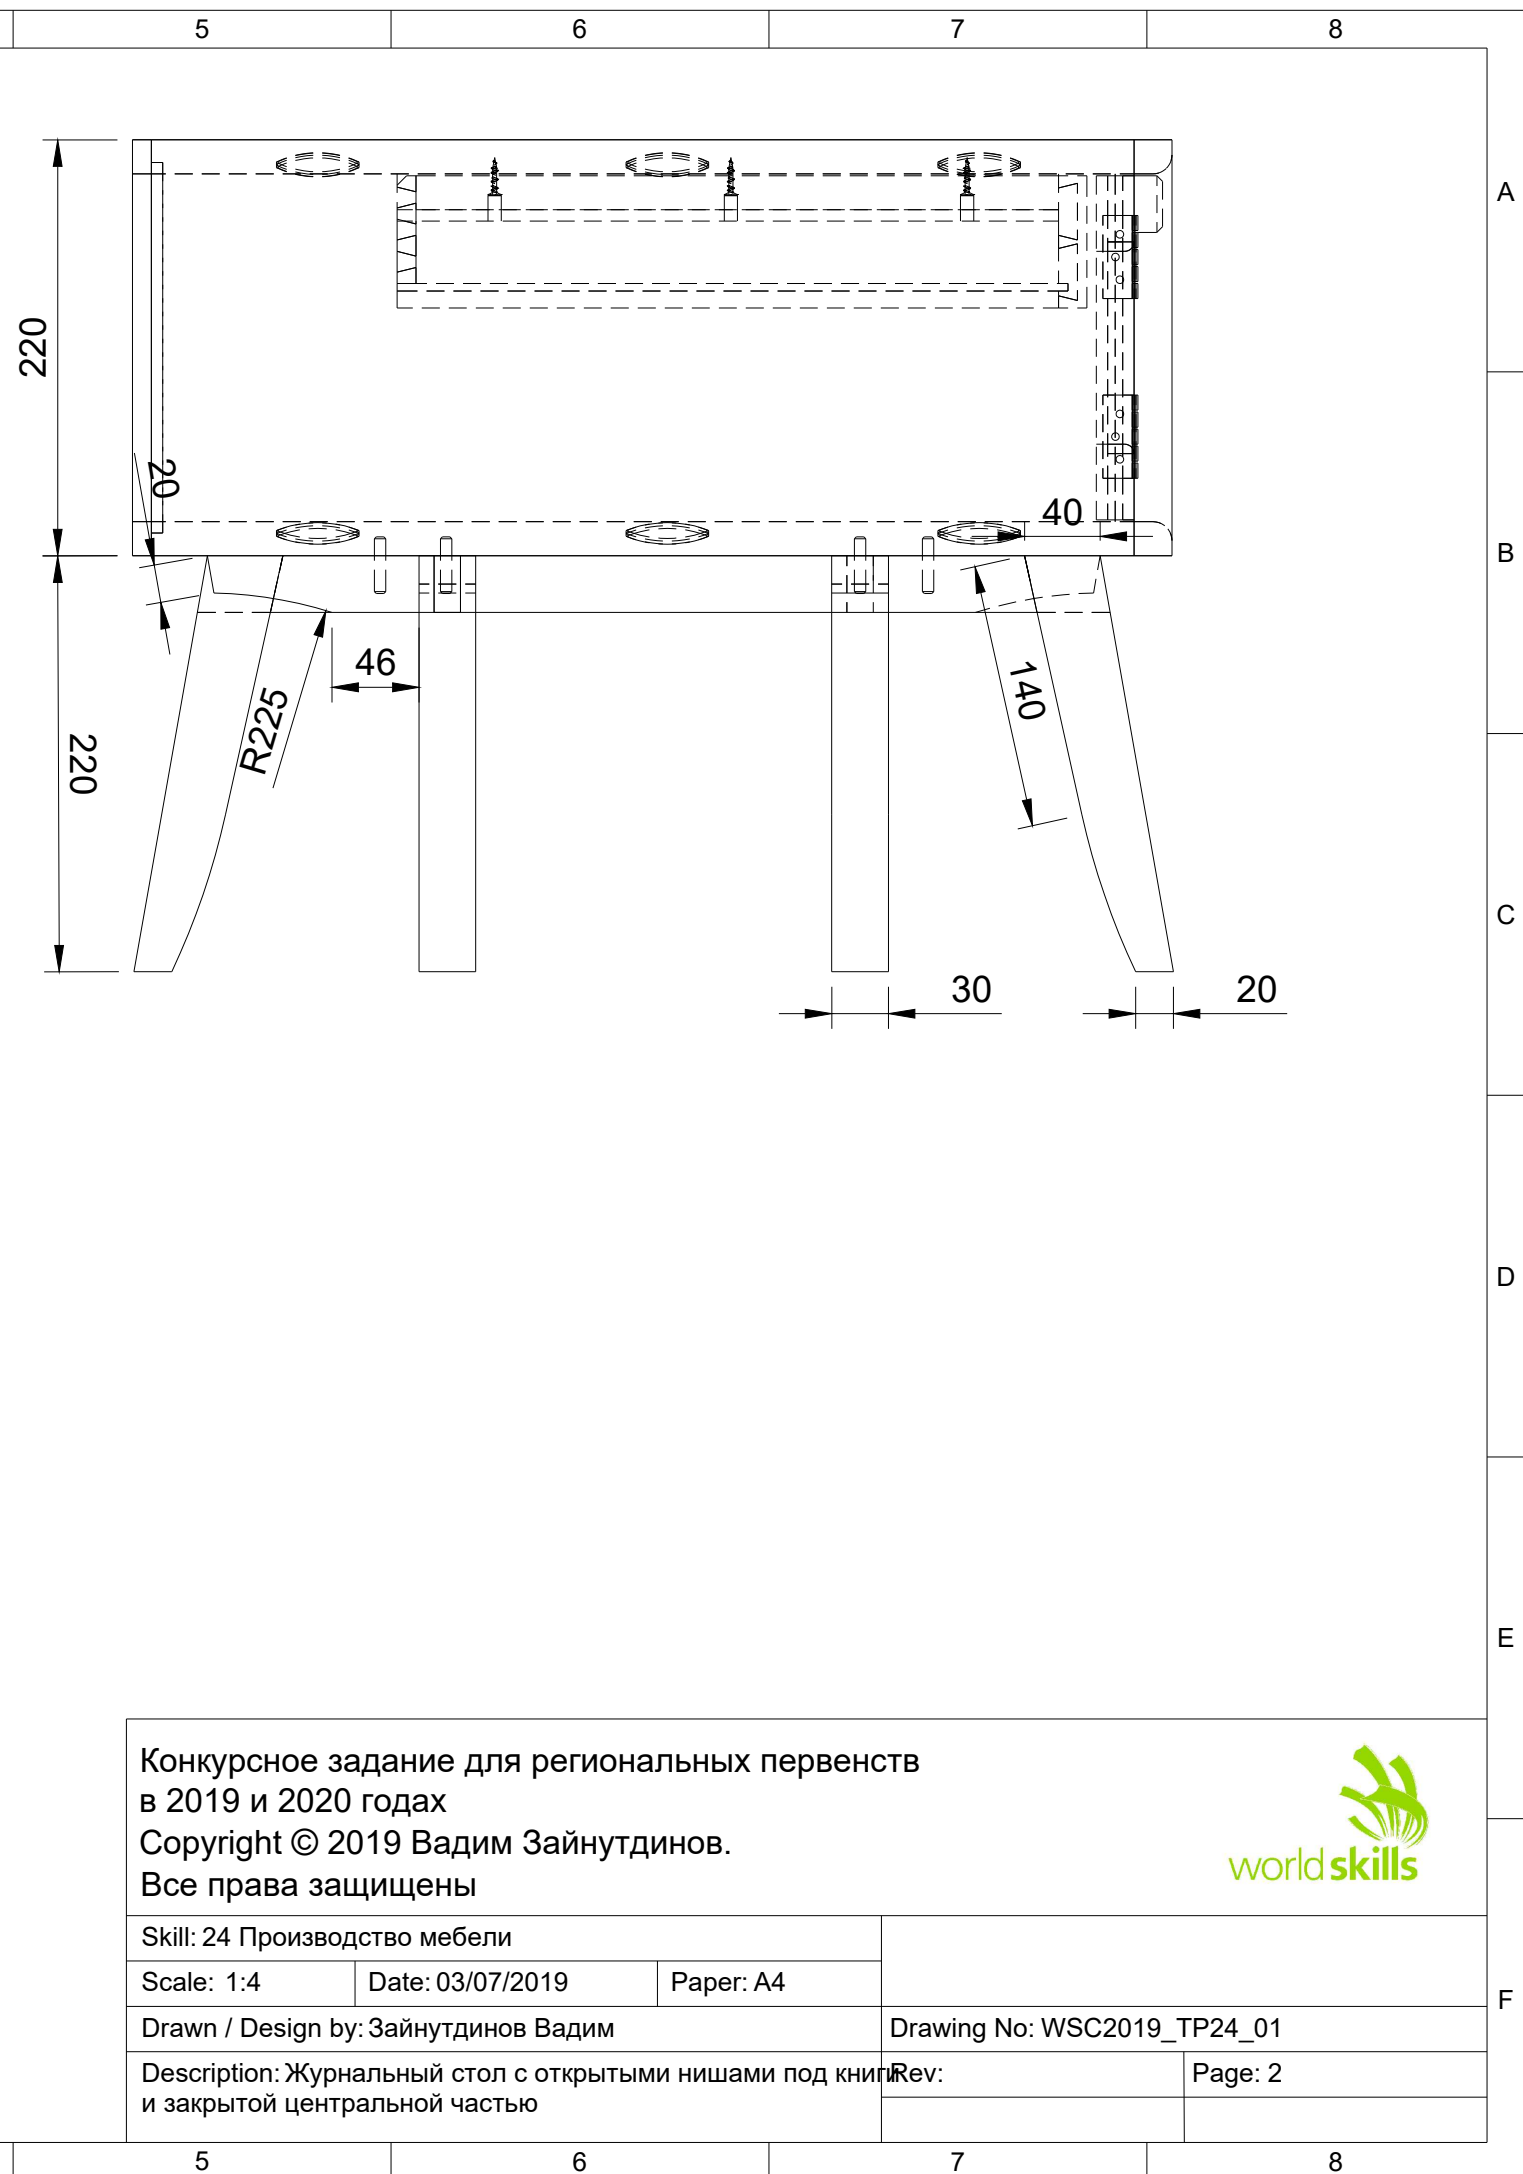 5
6
7
8
A
220
20
40
B
46
R225
140
220
C
30
20
D
E
Конкурсное задание для региональных первенств
в 2019 и 2020 годах
Copyright © 2019 Вадим Зайнутдинов.
Все права защищены
world skills
Skill: 24 Производство мебели
Scale: 1:4
Date: 03/07/2019
Paper: A4
F
Drawn / Design by: Зайнутдинов Вадим
Drawing No: WSC2019_TP24_01
Description: Журнальный стол с открытыми нишами под книги
и закрытой центральной частью
Rev:
Page: 2
5
6
7
8